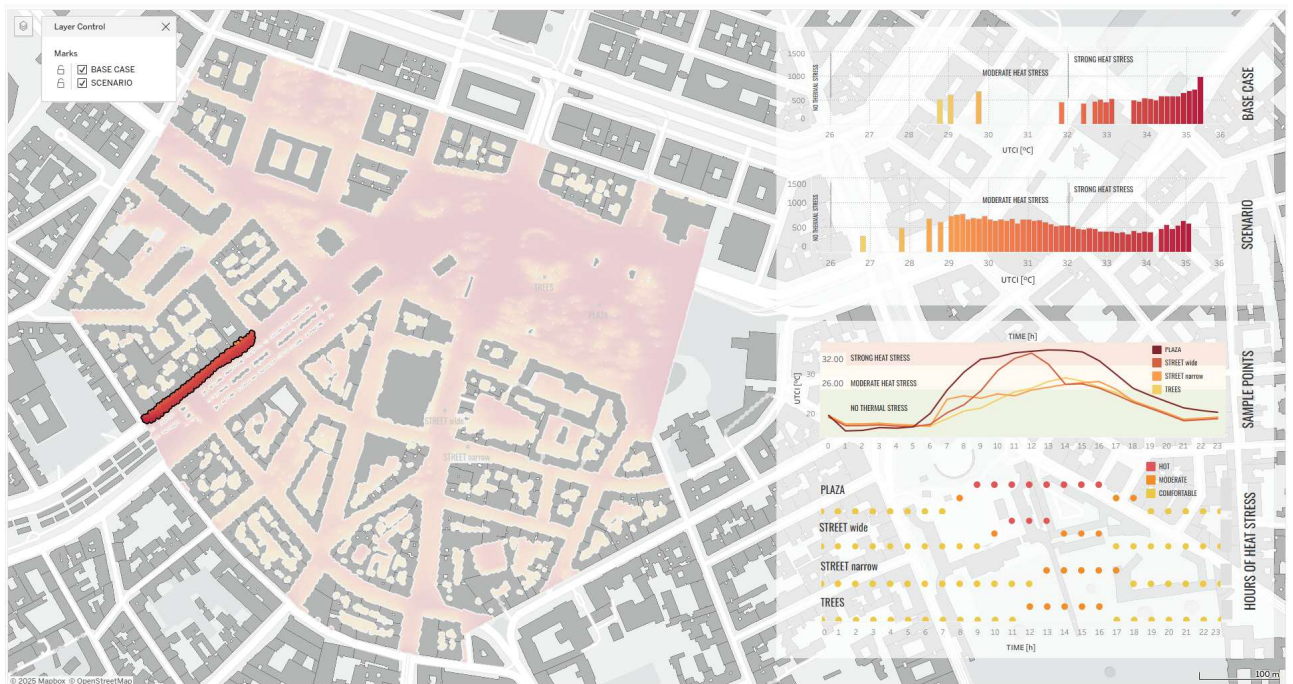 Layer Control
Marks
BASE CASE
SCENARIO
TREES
PLAZA
STREET wide
STREET narrow
© 2025 Mapbox © OpenStreetMap
1500
1000
500
0
NO THERMAL STRESS
MODERATE HEAT STRESS
STRONG HEAT STRESS
26 27 28 29 30 31 32 33 34 35 36
UTCI [ºC]
BASE CASE
1500
1000
500
0
NO THERMAL STRESS
MODERATE HEAT STRESS
STRONG HEAT STRESS
26 27 28 29 30 31 32 33 34 35 36
UTCI [ºC]
SCENARIO
TIME [h]
32.00
30
26.00
20
UTCI [ºC]
STRONG HEAT STRESS
MODERATE HEAT STRESS
NO THERMAL STRESS
PLAZA
STREET wide
STREET narrow
TREES
0 1 2 3 4 5 6 7 8 9 10 11 12 13 14 15 16 17 18 19 20 21 22 23
SAMPLE POINTS
HOT
MODERATE
COMFORTABLE
PLAZA
STREET wide
STREET narrow
TREES
0 1 2 3 4 5 6 7 8 9 10 11 12 13 14 15 16 17 18 19 20 21 22 23
TIME [h]
HOURS OF HEAT STRESS
100 m